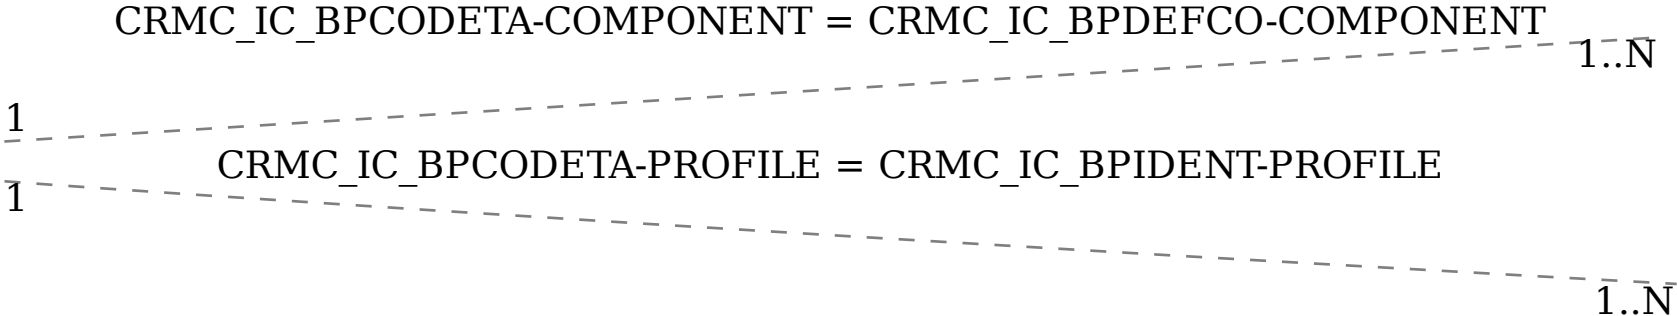 CRMC_IC_BPCODETA-COMPONENT = CRMC_IC_BPDEFCO-COMPONENT
1..N
1
CRMC_IC_BPCODETA-PROFILE = CRMC_IC_BPIDENT-PROFILE
1
1..N